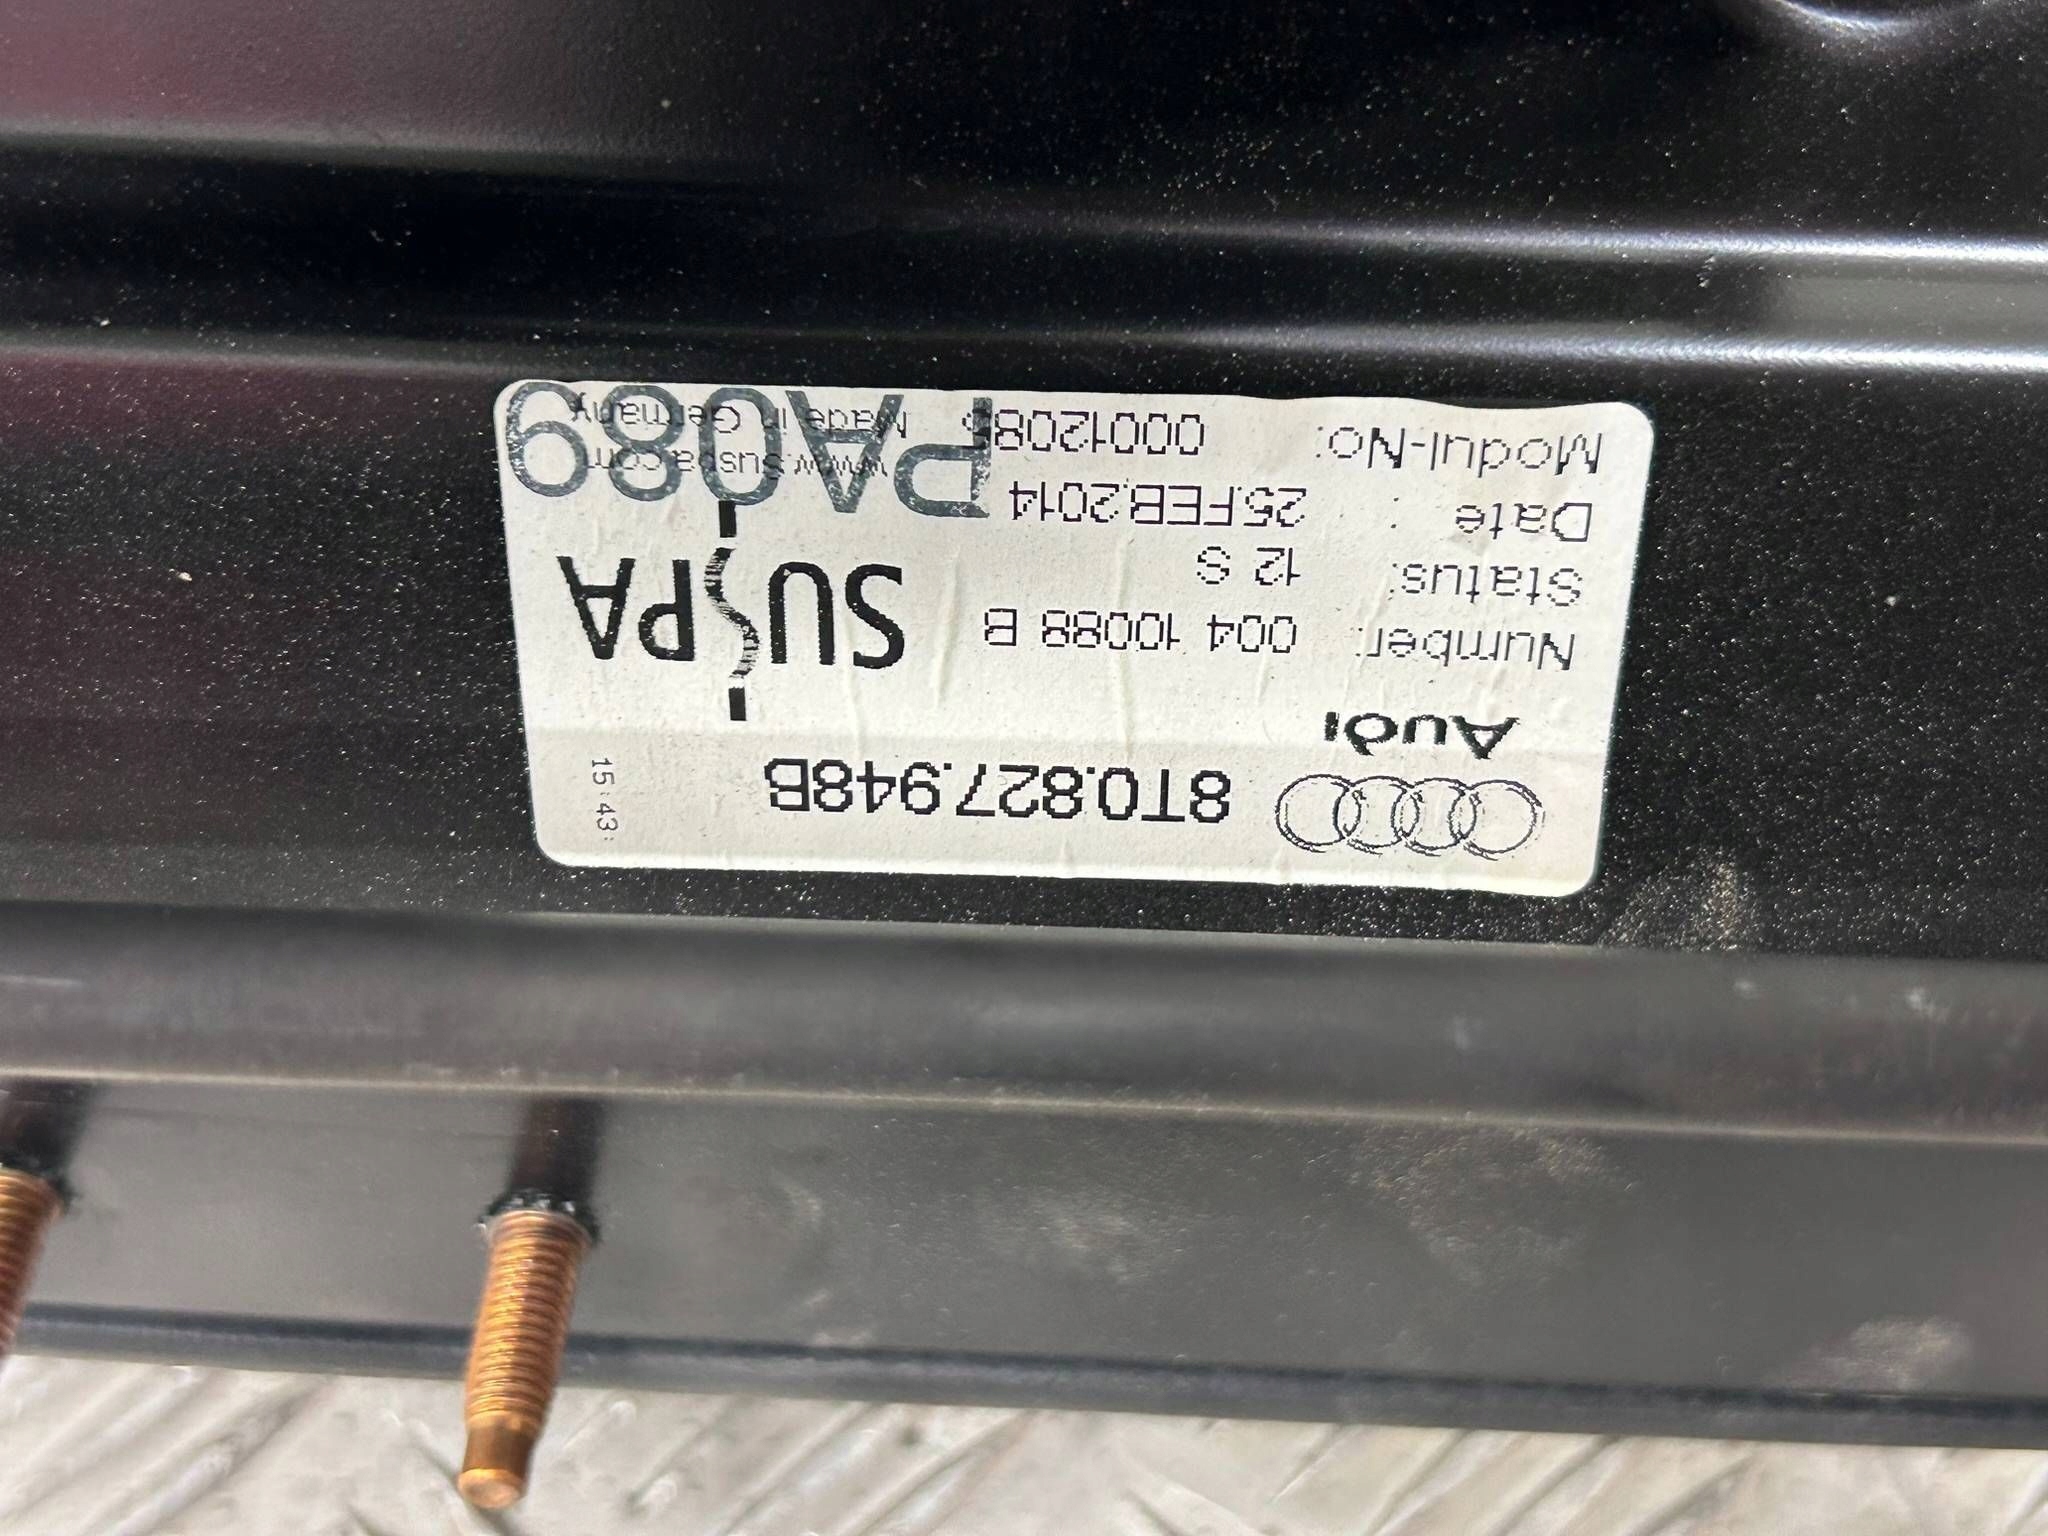 8T0.827.948B
15:43
Audi
Number: 004 10088 B
Status: 12 S
Date : 25.FEB.2014
Modul-No: 00012085
SUSPA
www.suspa.com
Made in Germany
PA089